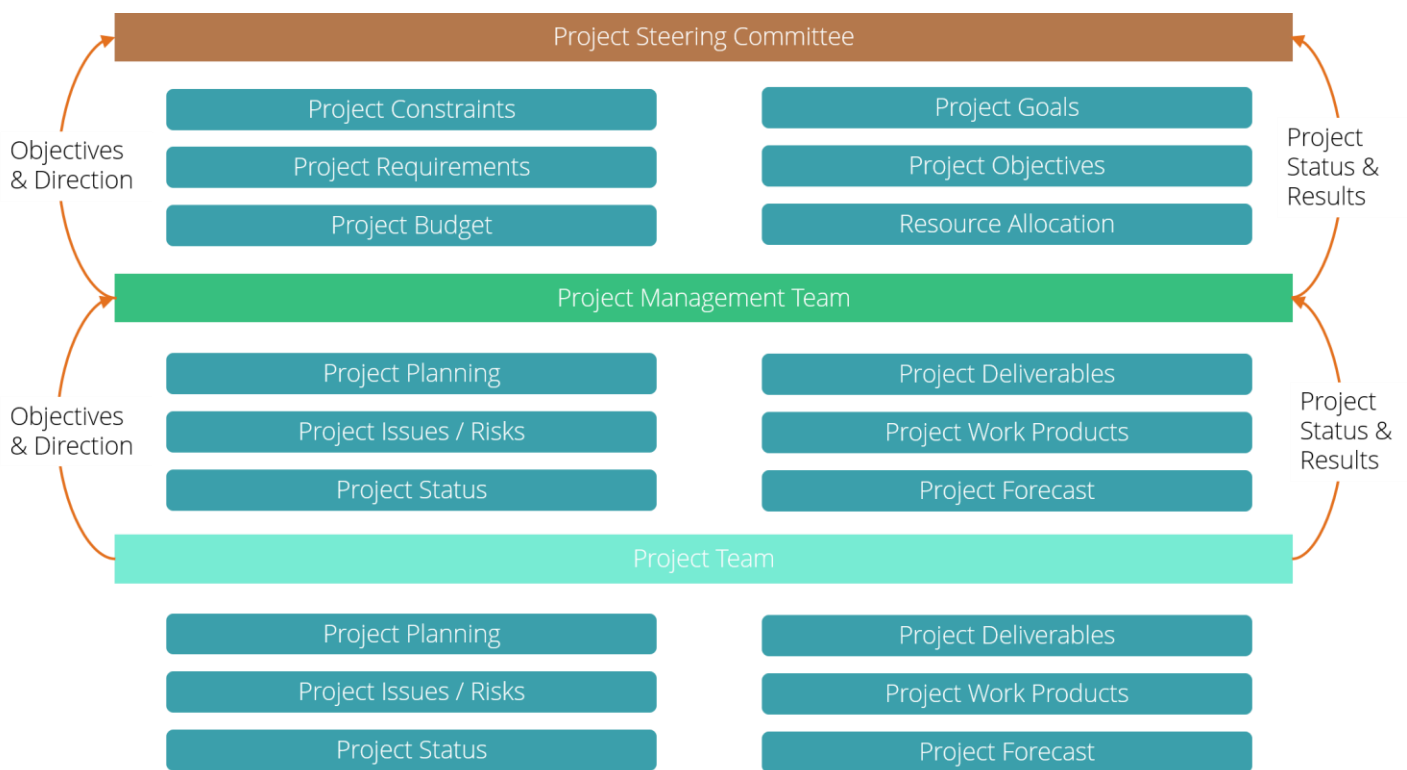 Project Steering Committee
Project Constraints
Project Goals
Objectives
& Direction
Project Requirements
Project Objectives
Project
Status &
Results
Project Budget
Resource Allocation
Project Management Team
Project Planning
Project Deliverables
Objectives
& Direction
Project Issues / Risks
Project Work Products
Project
Status &
Results
Project Status
Project Forecast
Project Team
Project Planning
Project Deliverables
Project Issues / Risks
Project Work Products
Project Status
Project Forecast